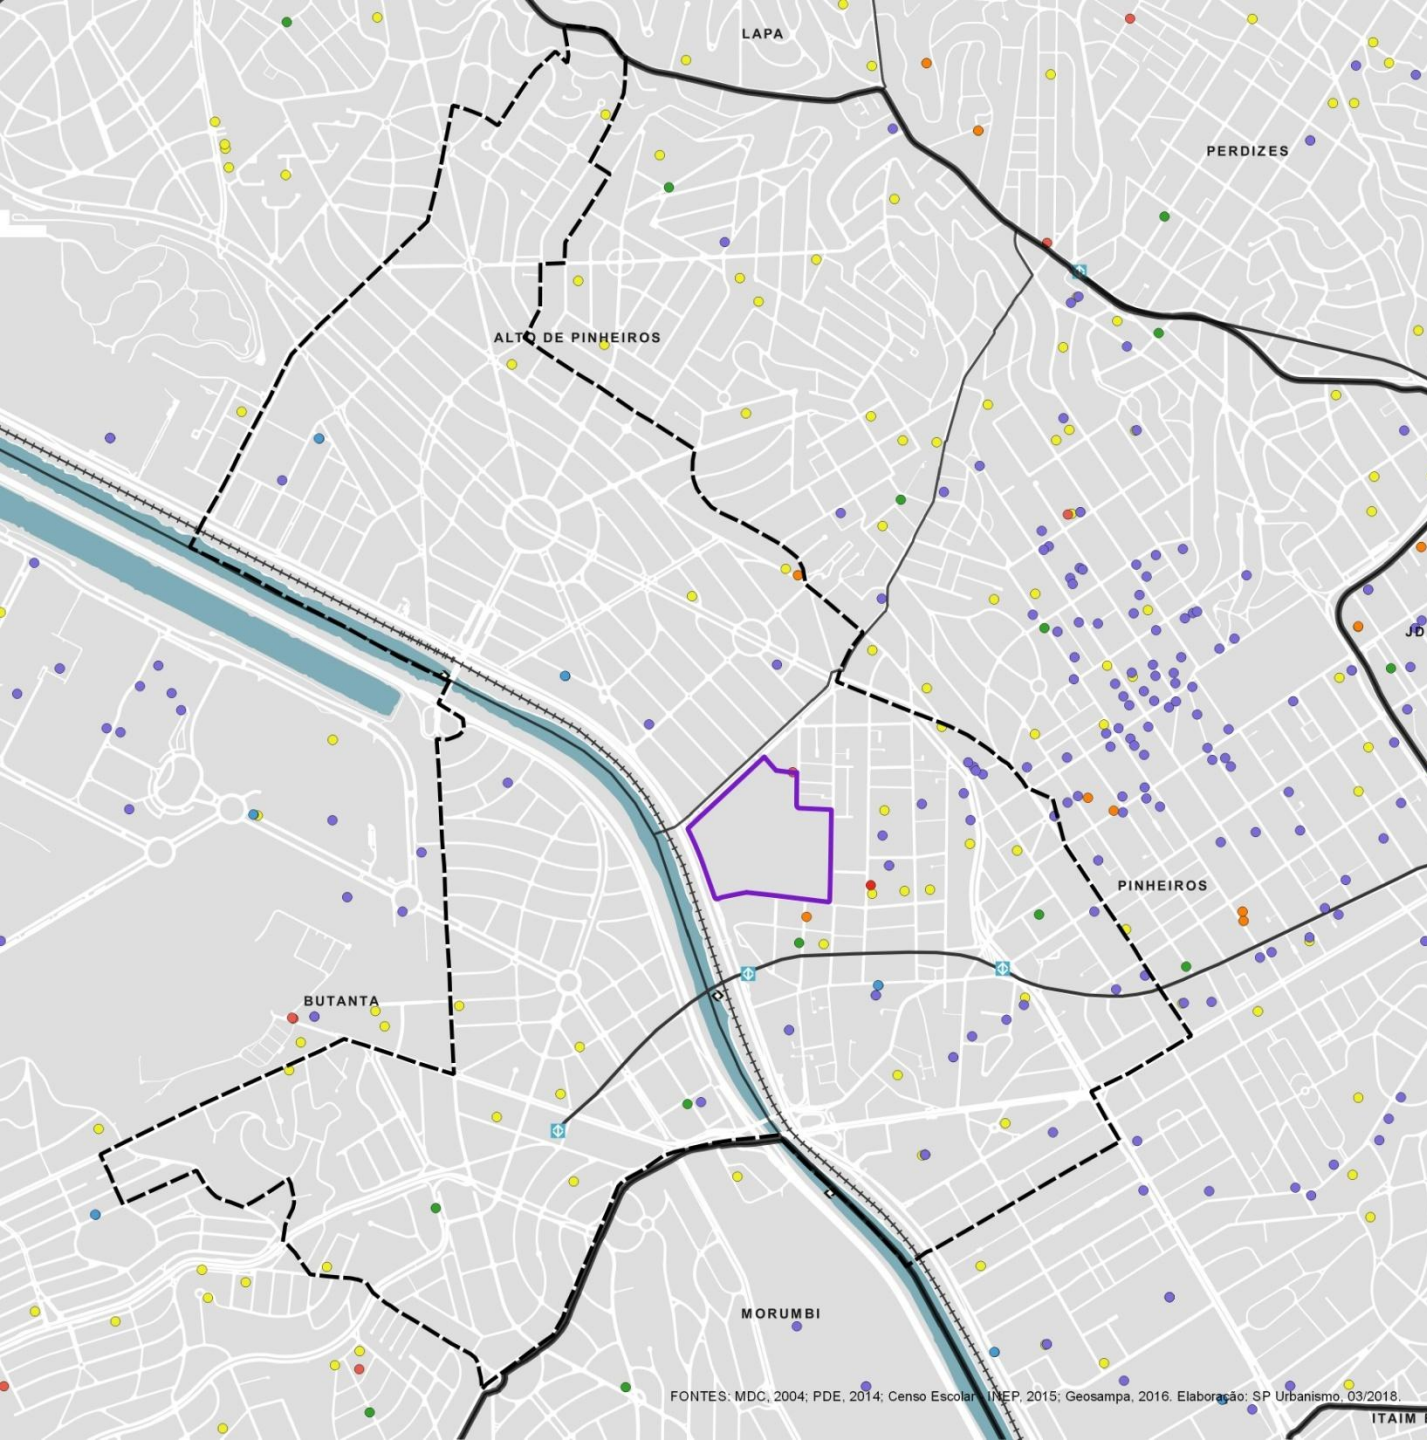 LAPA
PERDIZES
ALTO DE PINHEIROS
JD
PINHEIROS
BUTANTA
MORUMBI
FONTES: MDC, 2004; PDE, 2014; Censo Escolar - INEP, 2015; Geosampa, 2016. Elaboração: SP Urbanismo, 03/2018.
ITAIM